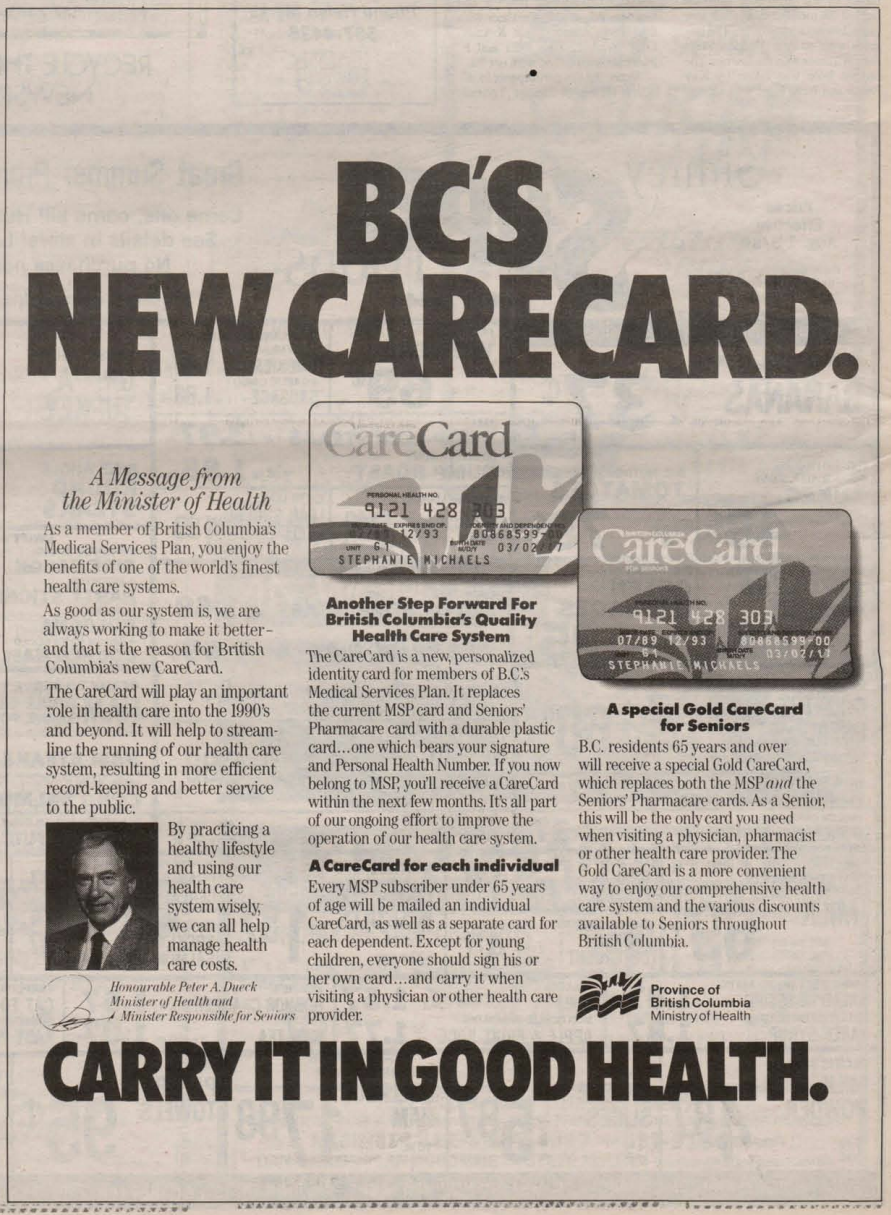 BC'S
NEW CARECARD.
A Message from
the Minister of Health
As a member of British Columbia's
Medical Services Plan, you enjoy the
benefits of one of the world's finest
health care systems.
As good as our system is, we are
always working to make it better–
and that is the reason for British
Columbia's new CareCard.
The CareCard will play an important
role in health care into the 1990's
and beyond. It will help to stream-
line the running of our health care
system, resulting in more efficient
record-keeping and better service
to the public.
By practicing a
healthy lifestyle
and using our
health care
system wisely,
we can all help
manage health
care costs.
Honourable Peter A. Dueck
Minister of Health and
Minister Responsible for Seniors
CareCard
PERSONAL HEALTH NO.
9121 428 303
EXPIRES END OF:
12/93 80868599-00
UNIT G1 BIRTH DATE M/D/Y 03/02/
STEPHANIE MICHAELS
Another Step Forward For
British Columbia's Quality
Health Care System
The CareCard is a new, personalized
identity card for members of B.C.'s
Medical Services Plan. It replaces
the current MSP card and Seniors'
Pharmacare card with a durable plastic
card...one which bears your signature
and Personal Health Number. If you now
belong to MSP, you'll receive a CareCard
within the next few months. It's all part
of our ongoing effort to improve the
operation of our health care system.
A CareCard for each individual
Every MSP subscriber under 65 years
of age will be mailed an individual
CareCard, as well as a separate card for
each dependent. Except for young
children, everyone should sign his or
her own card...and carry it when
visiting a physician or other health care
provider.
CareCard
FOR SENIORS
PERSONAL HEALTH NO.
9121 428 303
07/89 12/93 80868599-00
G1 03/02/17
STEPHANIE MICHAELS
A special Gold CareCard
for Seniors
B.C. residents 65 years and over
will receive a special Gold CareCard,
which replaces both the MSP and the
Seniors' Pharmacare cards. As a Senior,
this will be the only card you need
when visiting a physician, pharmacist
or other health care provider. The
Gold CareCard is a more convenient
way to enjoy our comprehensive health
care system and the various discounts
available to Seniors throughout
British Columbia.
Province of
British Columbia
Ministry of Health
CARRY IT IN GOOD HEALTH.